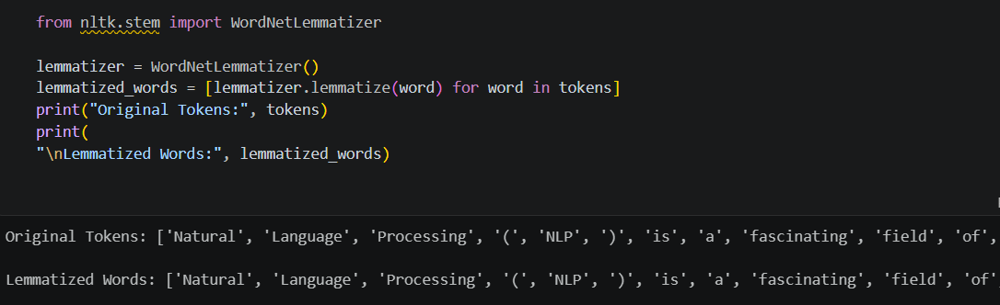 from nltk.stem import WordNetLemmatizer
lemmatizer = WordNetLemmatizer()
lemmatized_words = [lemmatizer.lemmatize(word) for word in tokens]
print("Original Tokens:", tokens)
print(
"\nLemmatized Words:", lemmatized_words)
Original Tokens: ['Natural', 'Language', 'Processing', '(', 'NLP', ')', 'is', 'a', 'fascinating', 'field', 'of',
Lemmatized Words: ['Natural', 'Language', 'Processing', '(', 'NLP', ')', 'is', 'a', 'fascinating', 'field', 'of'